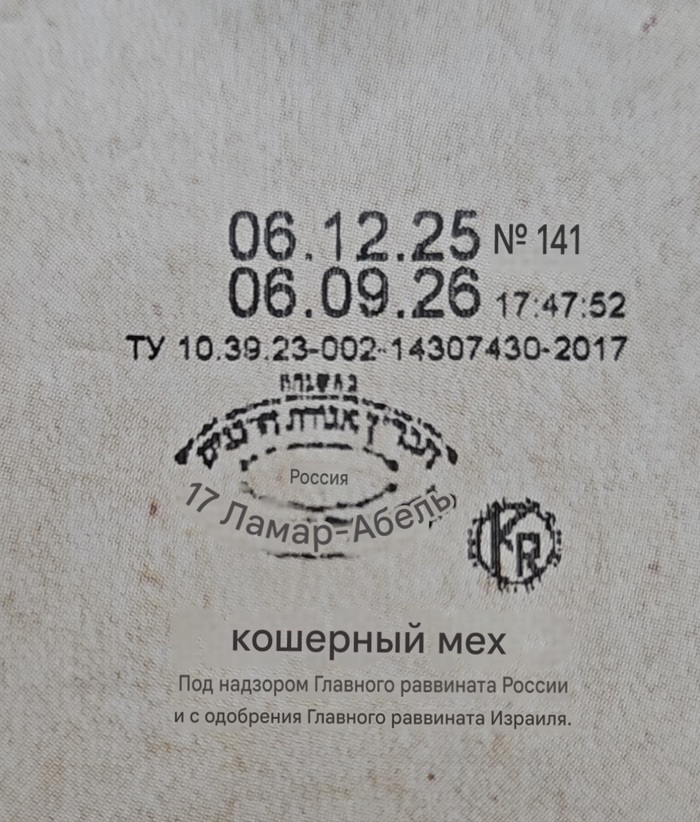 06.12.25 № 141
06.09.26 17:47:52
ТУ 10.39.23-002-14307430-2017
Россия
17 Ламар-Абель
KR
кошерный мех
Под надзором Главного раввината России
и с одобрения Главного раввината Израиля.